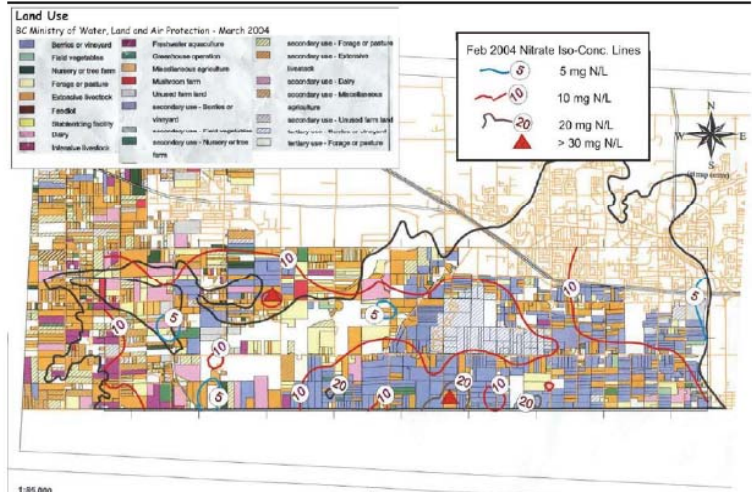 Land Use
BC Ministry of Water, Land and Air Protection - March 2004
Berries or vineyard
Field vegetables
Nursery or tree farm
Forage or pasture
Extensive livestock
Feedlot
Dairy
Intensive livestock
Freshwater aquaculture
Greenhouse operation
Miscellaneous agriculture
Mushroom farm
Unused farm land
secondary use - Berries or
vineyard
secondary use - Field vegetables
secondary use - Nursery or tree
farm
secondary use - Forage or pasture
secondary use - Extensive
livestock
secondary use - Dairy
secondary use - Miscellaneous
agriculture
secondary use - Unused farm land
tertiary use - Berries or vineyard
tertiary use - Forage or pasture
Feb 2004 Nitrate Iso-Conc. Lines
5 5 mg N/L
10 10 mg N/L
20 20 mg N/L
> 30 mg N/L
N
W E
S
10
10
10
5
5
5
10
10
5
10
20
10
20
10
20
1:85 000